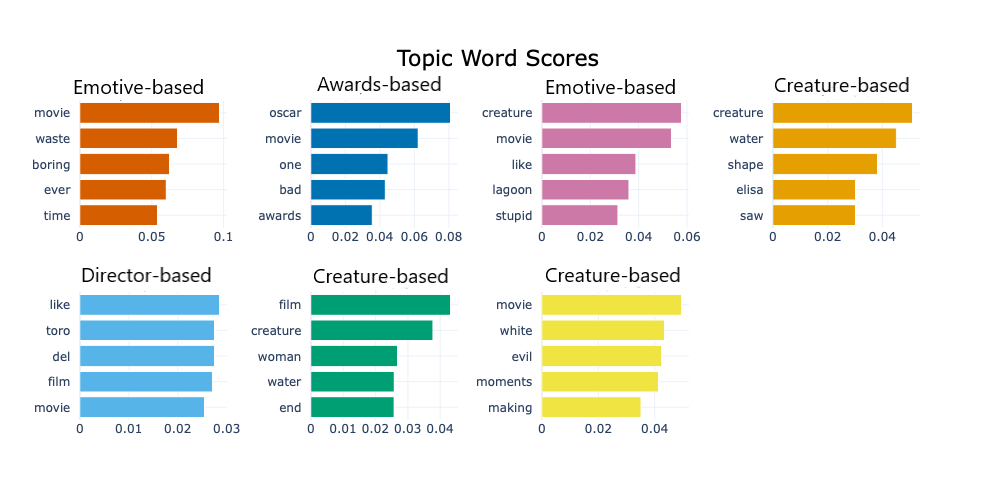 Topic Word Scores
Emotive-based
movie
waste
boring
ever
time
0 0.05 0.1
Awards-based
oscar
movie
one
bad
awards
0 0.02 0.04 0.06 0.08
Emotive-based
creature
movie
like
lagoon
stupid
0 0.02 0.04 0.06
Creature-based
creature
water
shape
elisa
saw
0 0.02 0.04
Director-based
like
toro
del
film
movie
0 0.01 0.02 0.03
Creature-based
film
creature
woman
water
end
0 0.01 0.02 0.03 0.04
Creature-based
movie
white
evil
moments
making
0 0.02 0.04